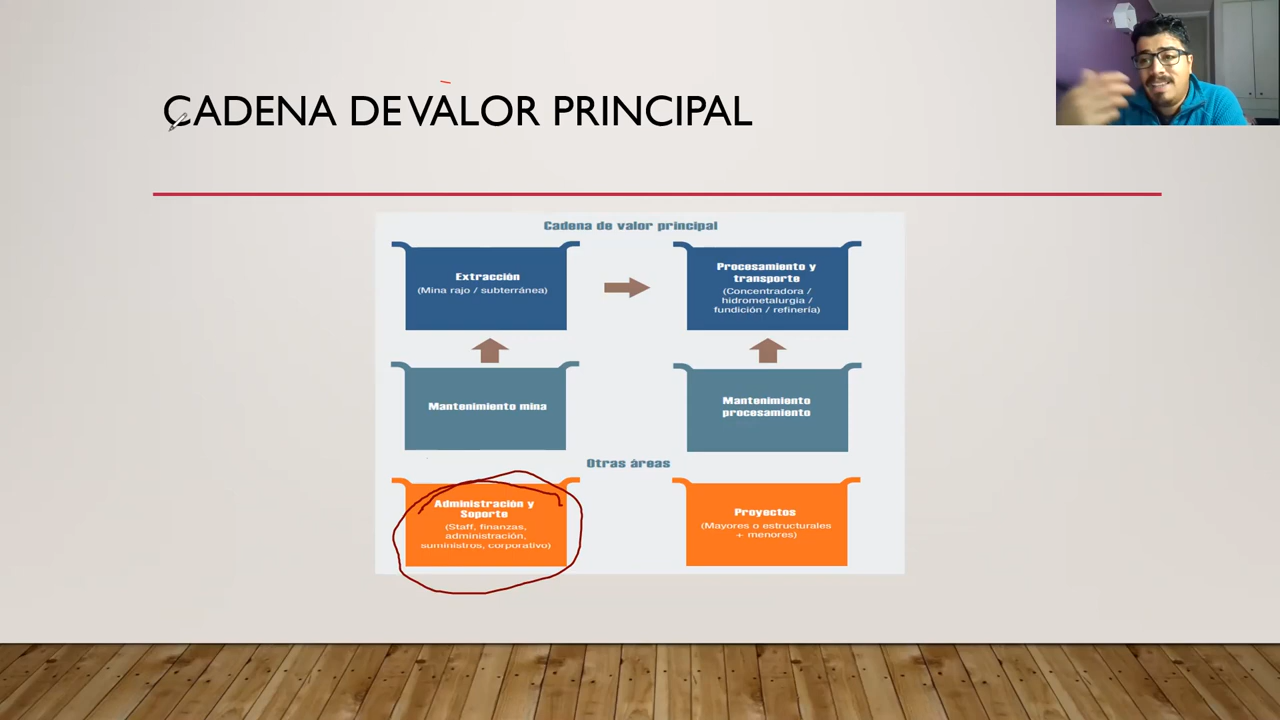 CADENA DE VALOR PRINCIPAL
Cadena de valor principal
Extracción
(Mina rajo / subterránea)
Procesamiento y
transporte
(Concentradora /
hidrometalurgia /
fundición / refinería)
Mantenimiento mina
Mantenimiento
procesamiento
Otras áreas
Administración y
Soporte
(Staff, finanzas,
administración,
suministros, corporativo)
Proyectos
(Mayores o estructurales
+ menores)